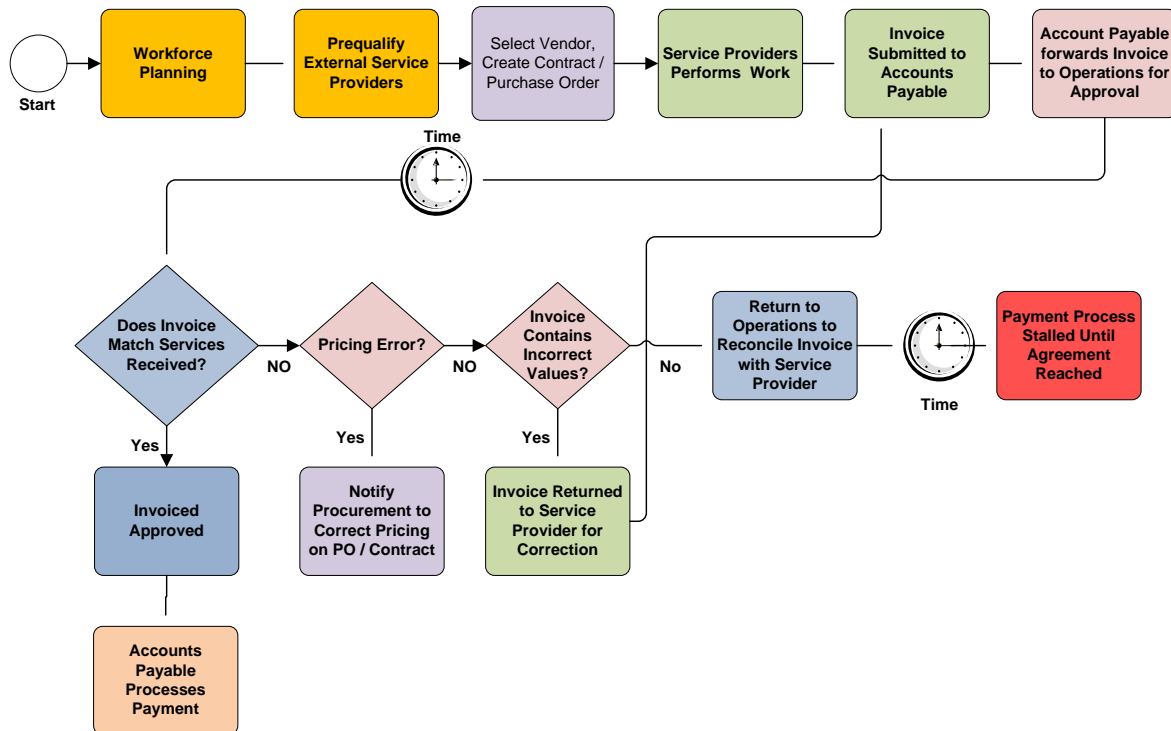 Start
Workforce
Planning
Prequalify
External Service
Providers
Select Vendor,
Create Contract /
Purchase Order
Service Providers
Performs Work
Invoice
Submitted to
Accounts
Payable
Account Payable
forwards Invoice
to Operations for
Approval
Time
Does Invoice
Match Services
Received?
NO
Pricing Error?
NO
Invoice
Contains
Incorrect
Values?
No
Return to
Operations to
Reconcile Invoice
with Service
Provider
Time
Payment Process
Stalled Until
Agreement
Reached
Yes
Yes
Yes
Invoiced
Approved
Notify
Procurement to
Correct Pricing
on PO / Contract
Invoice Returned
to Service
Provider for
Correction
Accounts
Payable
Processes
Payment